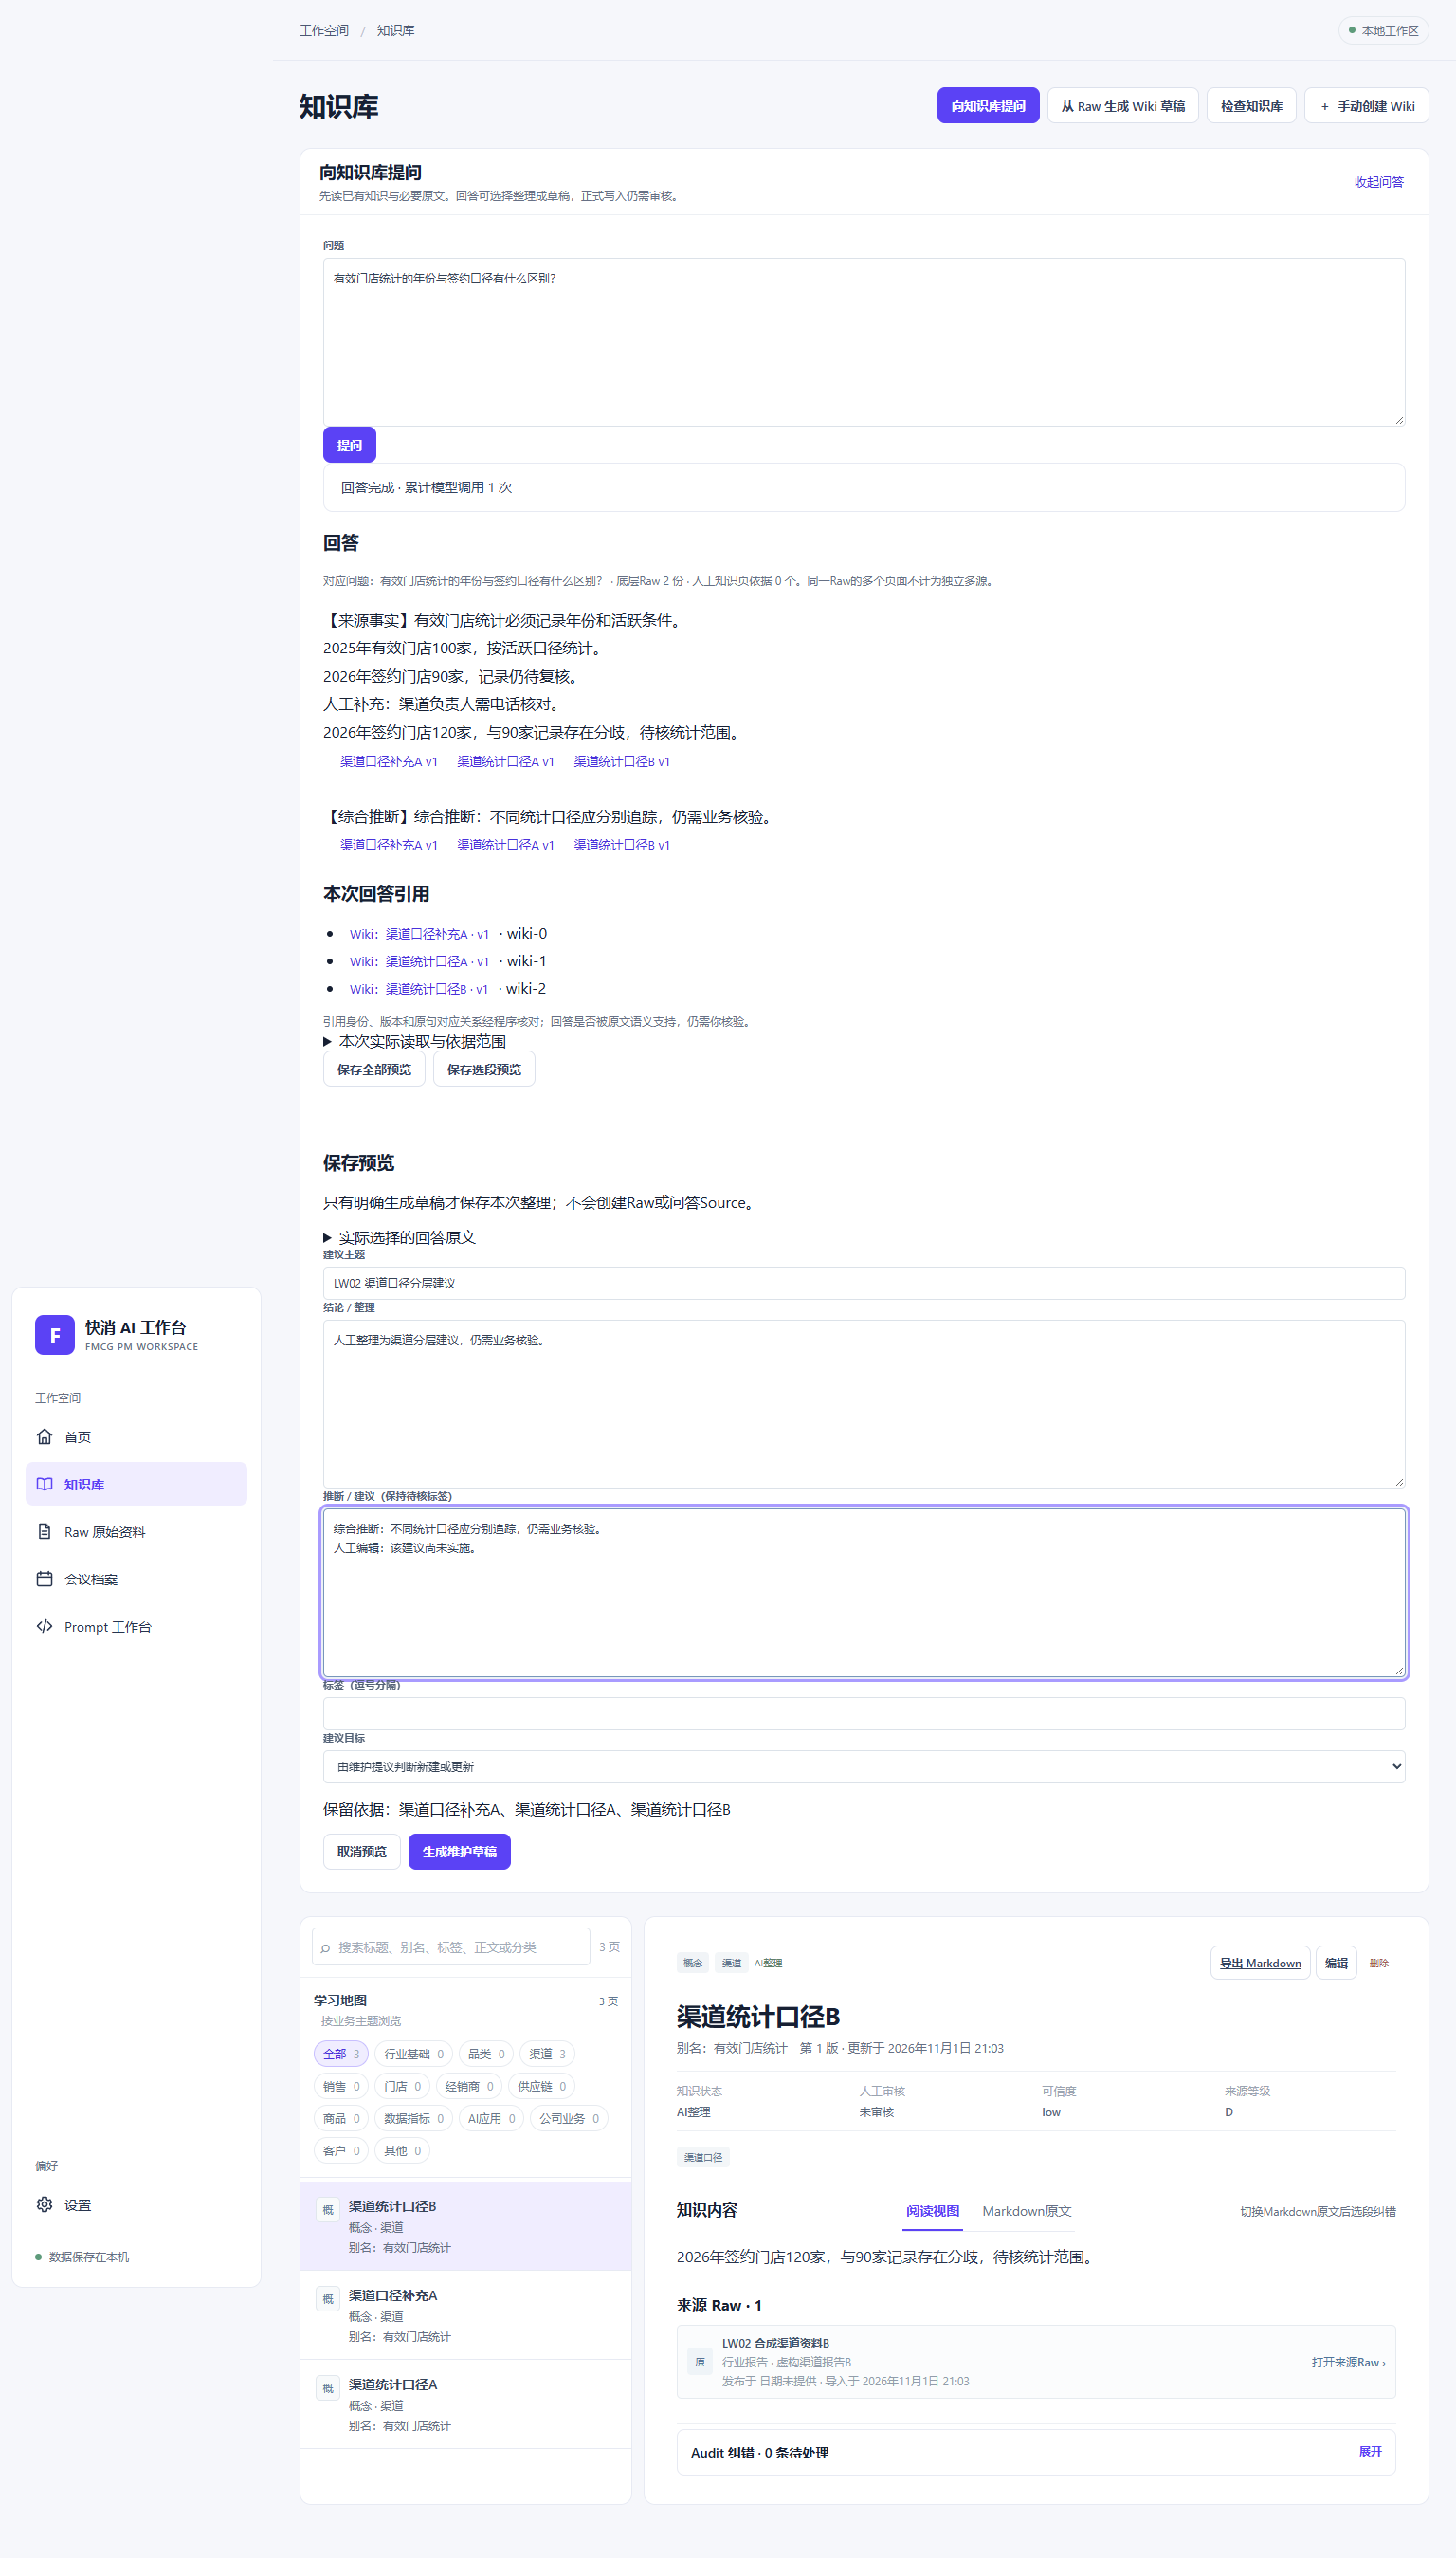 工作空间 / 知识库
本地工作区
知识库
向知识库提问
从 Raw 生成 Wiki 草稿
检查知识库
+ 手动创建 Wiki
向知识库提问
先读已有知识与必要原文。回答可选择整理成草稿，正式写入仍需审核。
收起问答
问题
有效门店统计的年份与签约口径有什么区别？
提问
回答完成 · 累计模型调用 1 次
回答
对应问题：有效门店统计的年份与签约口径有什么区别？ · 底层Raw 2 份 · 人工知识页依据 0 个。同一Raw的多个页面不计为独立多源。
【来源事实】有效门店统计必须记录年份和活跃条件。
2025年有效门店100家，按活跃口径统计。
2026年签约门店90家，记录仍待复核。
人工补充：渠道负责人需电话核对。
2026年签约门店120家，与90家记录存在分歧，待核统计范围。
渠道口径补充A v1 渠道统计口径A v1 渠道统计口径B v1
【综合推断】综合推断：不同统计口径应分别追踪，仍需业务核验。
渠道口径补充A v1 渠道统计口径A v1 渠道统计口径B v1
本次回答引用
Wiki：渠道口径补充A · v1 · wiki-0
Wiki：渠道统计口径A · v1 · wiki-1
Wiki：渠道统计口径B · v1 · wiki-2
引用身份、版本和原句对应关系经程序核对；回答是否被原文语义支持，仍需你核验。
本次实际读取与依据范围
保存全部预览
保存选段预览
保存预览
只有明确生成草稿才保存本次整理；不会创建Raw或问答Source。
实际选择的回答原文
建议主题
LW02 渠道口径分层建议
结论 / 整理
人工整理为渠道分层建议，仍需业务核验。
推断 / 建议（保持待核标签）
综合推断：不同统计口径应分别追踪，仍需业务核验。
人工编辑：该建议尚未实施。
标签（逗号分隔）
建议目标
由维护提议判断新建或更新
保留依据：渠道口径补充A、渠道统计口径A、渠道统计口径B
取消预览
生成维护草稿
F
快消 AI 工作台
FMCG PM WORKSPACE
工作空间
首页
知识库
Raw 原始资料
会议档案
Prompt 工作台
偏好
设置
数据保存在本机
搜索标题、别名、标签、正文或分类
3 页
学习地图
3 页
按业务主题浏览
全部 3 行业基础 0 品类 0 渠道 3
销售 0 门店 0 经销商 0 供应链 0
商品 0 数据指标 0 AI应用 0 公司业务 0
客户 0 其他 0
概
渠道统计口径B
概念 · 渠道
别名：有效门店统计
概
渠道口径补充A
概念 · 渠道
别名：有效门店统计
概
渠道统计口径A
概念 · 渠道
别名：有效门店统计
概念 渠道 AI整理
导出 Markdown
编辑
删除
渠道统计口径B
别名：有效门店统计 第 1 版 · 更新于 2026年11月1日 21:03
知识状态 人工审核 可信度 来源等级
AI整理 未审核 low D
渠道口径
知识内容
阅读视图
Markdown原文
切换Markdown原文后选段纠错
2026年签约门店120家，与90家记录存在分歧，待核统计范围。
来源 Raw · 1
原
LW02 合成渠道资料B
行业报告 · 虚构渠道报告B
发布于 日期未提供 · 导入于 2026年11月1日 21:03
打开来源Raw ›
Audit 纠错 · 0 条待处理
展开